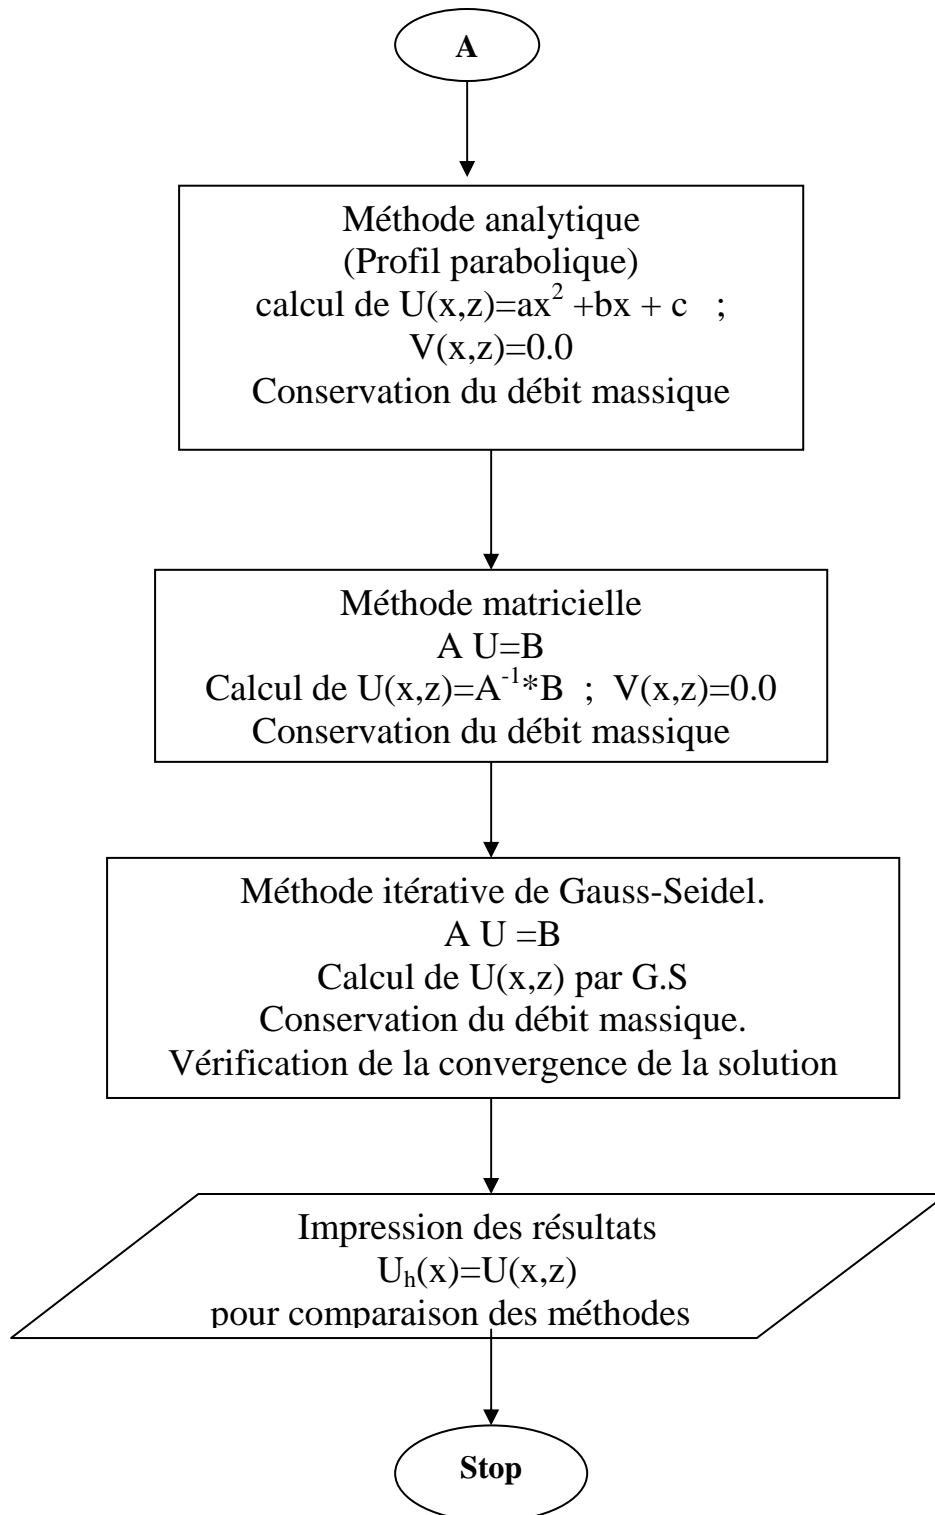 A
Méthode analytique
(Profil parabolique)
calcul de U(x,z)=ax² +bx + c ;
V(x,z)=0.0
Conservation du débit massique
Méthode matricielle
A U=B
Calcul de U(x,z)=A⁻¹*B ; V(x,z)=0.0
Conservation du débit massique
Méthode itérative de Gauss-Seidel.
A U =B
Calcul de U(x,z) par G.S
Conservation du débit massique.
Vérification de la convergence de la solution
Impression des résultats
Uₕ(x)=U(x,z)
pour comparaison des méthodes
Stop